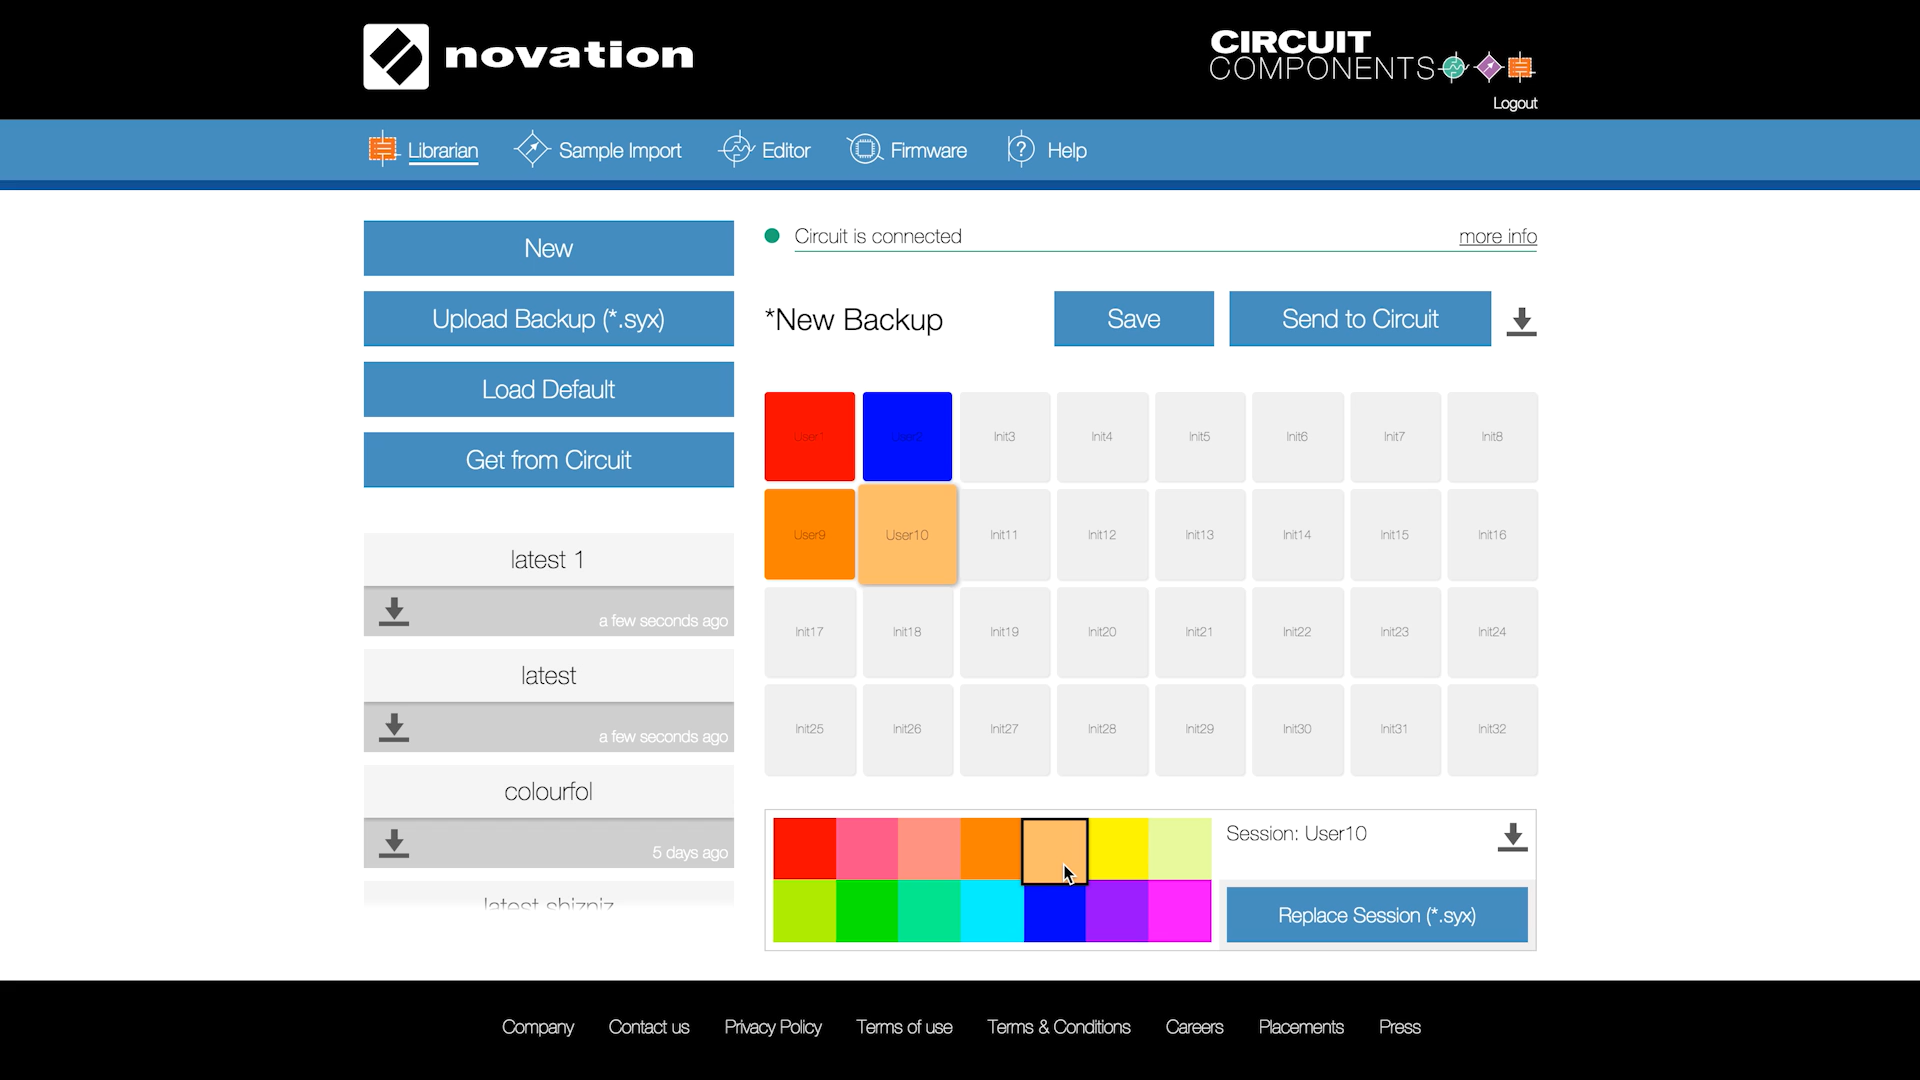 novation
CIRCUIT
COMPONENTS
Logout
Librarian
Sample Import
Editor
Firmware
Help
New
Upload Backup (*.syx)
Load Default
Get from Circuit
latest 1
a few seconds ago
latest
a few seconds ago
colourfol
5 days ago
latest sbizniz
Circuit is connected
more info
*New Backup
Save
Send to Circuit
User1
User2
Init3
Init4
Init5
Init6
Init7
Init8
User9
User10
Init11
Init12
Init13
Init14
Init15
Init16
Init17
Init18
Init19
Init20
Init21
Init22
Init23
Init24
Init25
Init26
Init27
Init28
Init29
Init30
Init31
Init32
Session: User10
Replace Session (*.syx)
Company
Contact us
Privacy Policy
Terms of use
Terms & Conditions
Careers
Placements
Press